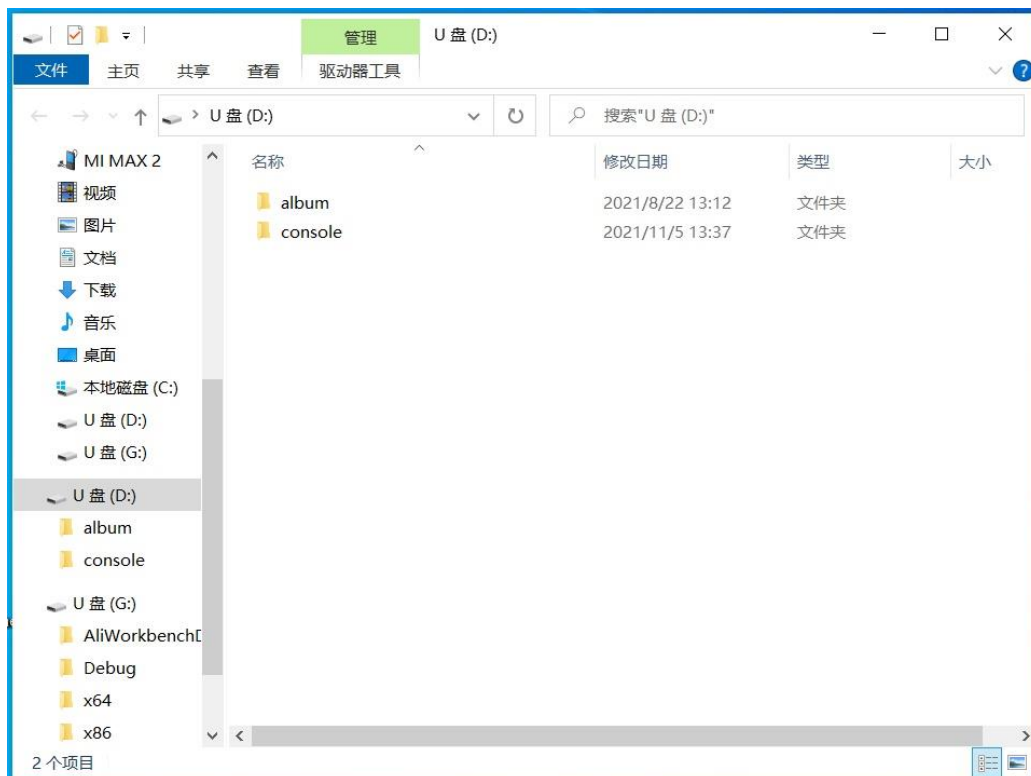 管理 U 盘 (D:)
文件 主页 共享 查看 驱动器工具 ?
U 盘 (D:) 搜索"U 盘 (D:)"
MI MAX 2 名称 修改日期 类型 大小
视频
album 2021/8/22 13:12 文件夹
图片
console 2021/11/5 13:37 文件夹
文档
下载
音乐
桌面
本地磁盘 (C:)
U 盘 (D:)
U 盘 (G:)
U 盘 (D:)
album
console
U 盘 (G:)
AliWorkbench
Debug
x64
x86
2 个项目